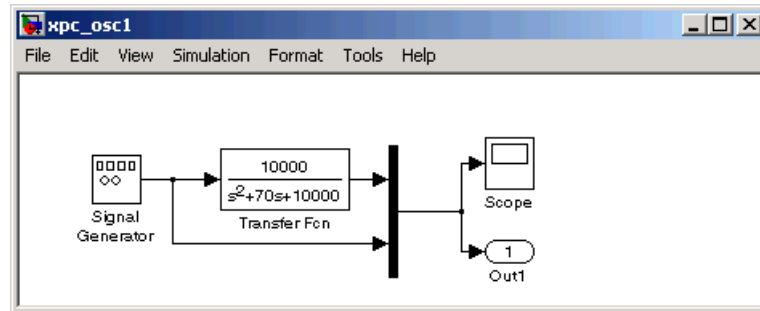 xpc_osc1
File Edit View Simulation Format Tools Help
10000
s²+70s+10000
Transfer Fcn
Signal
Generator
Scope
1
Out1